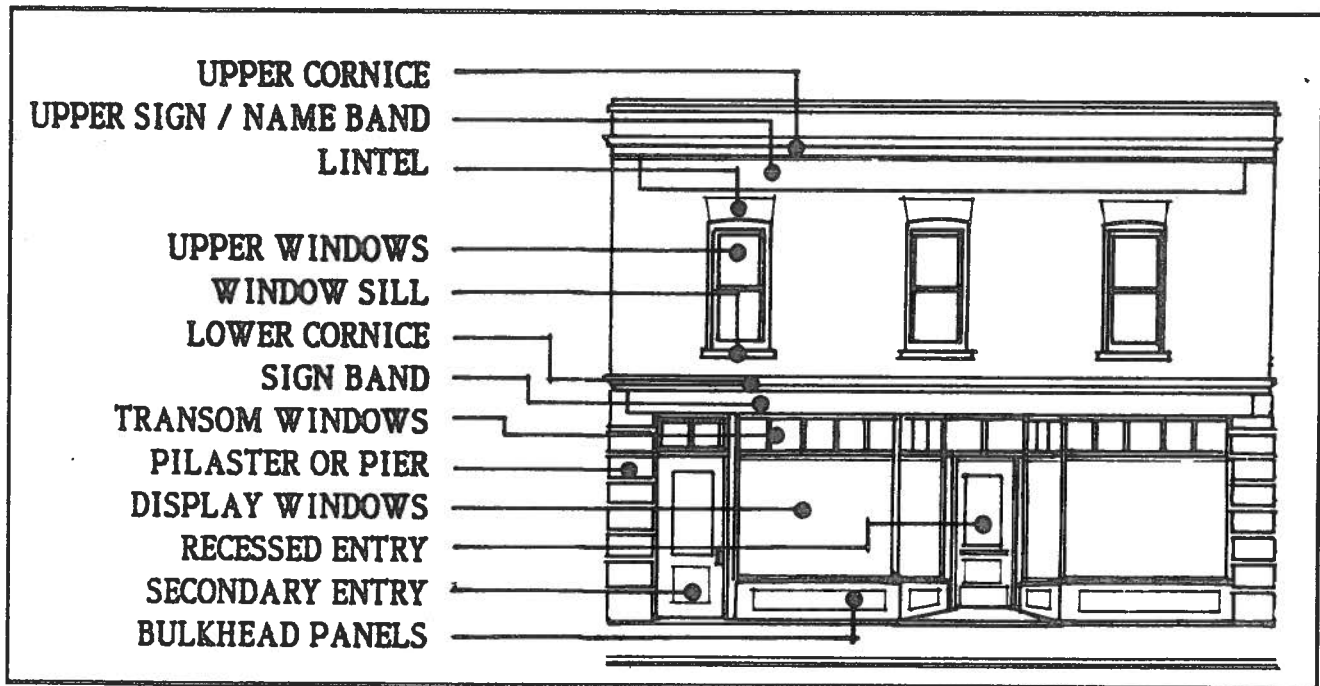 UPPER CORNICE
UPPER SIGN / NAME BAND
LINTEL
UPPER WINDOWS
WINDOW SILL
LOWER CORNICE
SIGN BAND
TRANSOM WINDOWS
PILASTER OR PIER
DISPLAY WINDOWS
RECESSED ENTRY
SECONDARY ENTRY
BULKHEAD PANELS